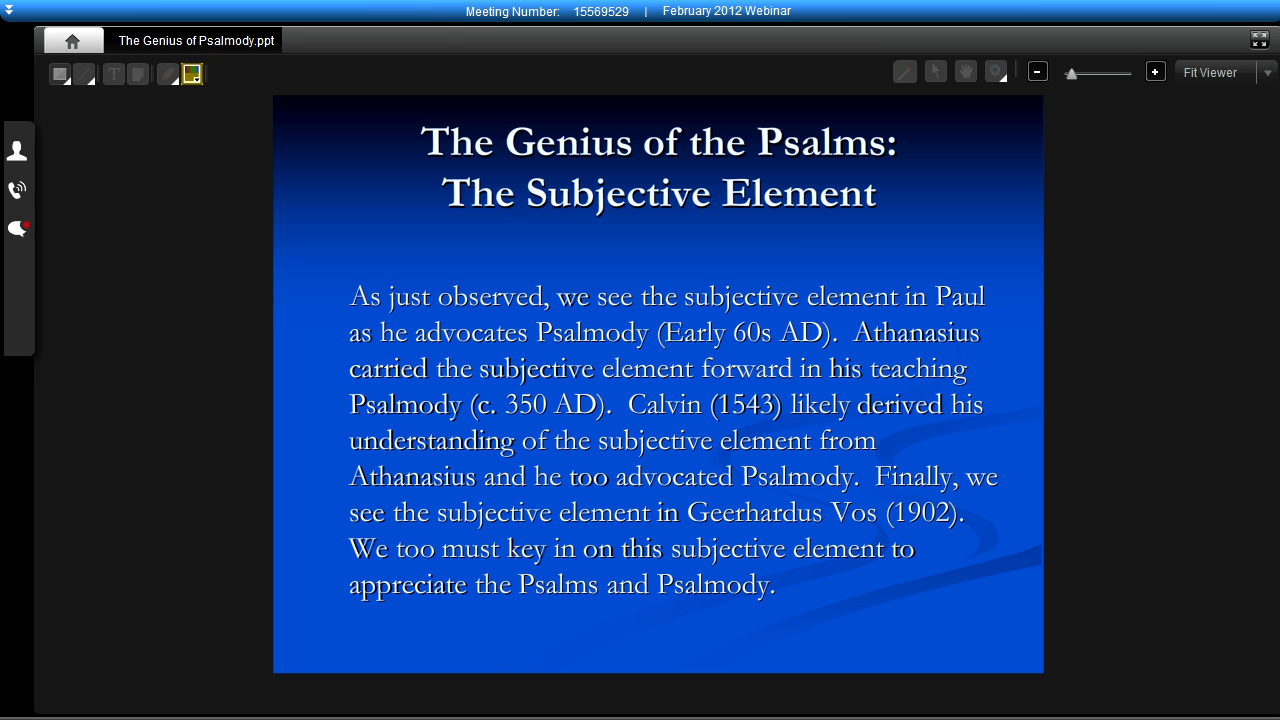 Meeting Number: 15569529 | February 2012 Webinar
The Genius of Psalmody.ppt
T
Fit Viewer
The Genius of the Psalms:
The Subjective Element
As just observed, we see the subjective element in Paul
as he advocates Psalmody (Early 60s AD). Athanasius
carried the subjective element forward in his teaching
Psalmody (c. 350 AD). Calvin (1543) likely derived his
understanding of the subjective element from
Athanasius and he too advocated Psalmody. Finally, we
see the subjective element in Geerhardus Vos (1902).
We too must key in on this subjective element to
appreciate the Psalms and Psalmody.